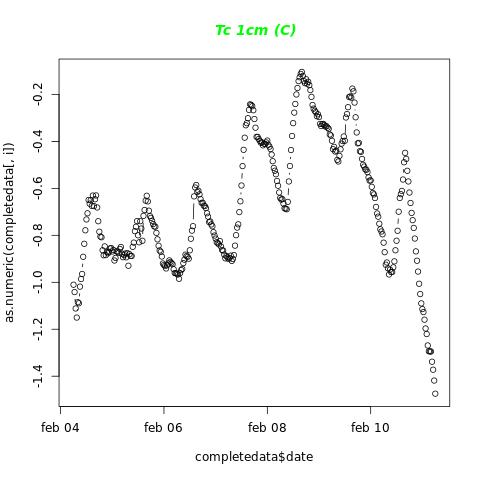 Tc 1cm (C)
as.numeric(completedata[, i])
-0.2
-0.4
-0.6
-0.8
-1.0
-1.2
-1.4
feb 04 feb 06 feb 08 feb 10
completedata$date